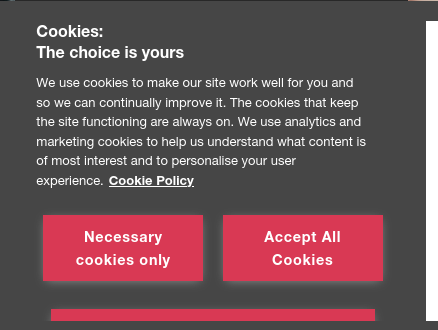 Cookies:
The choice is yours
We use cookies to make our site work well for you and
so we can continually improve it. The cookies that keep
the site functioning are always on. We use analytics and
marketing cookies to help us understand what content is
of most interest and to personalise your user
experience. Cookie Policy
Necessary
cookies only
Accept All
Cookies